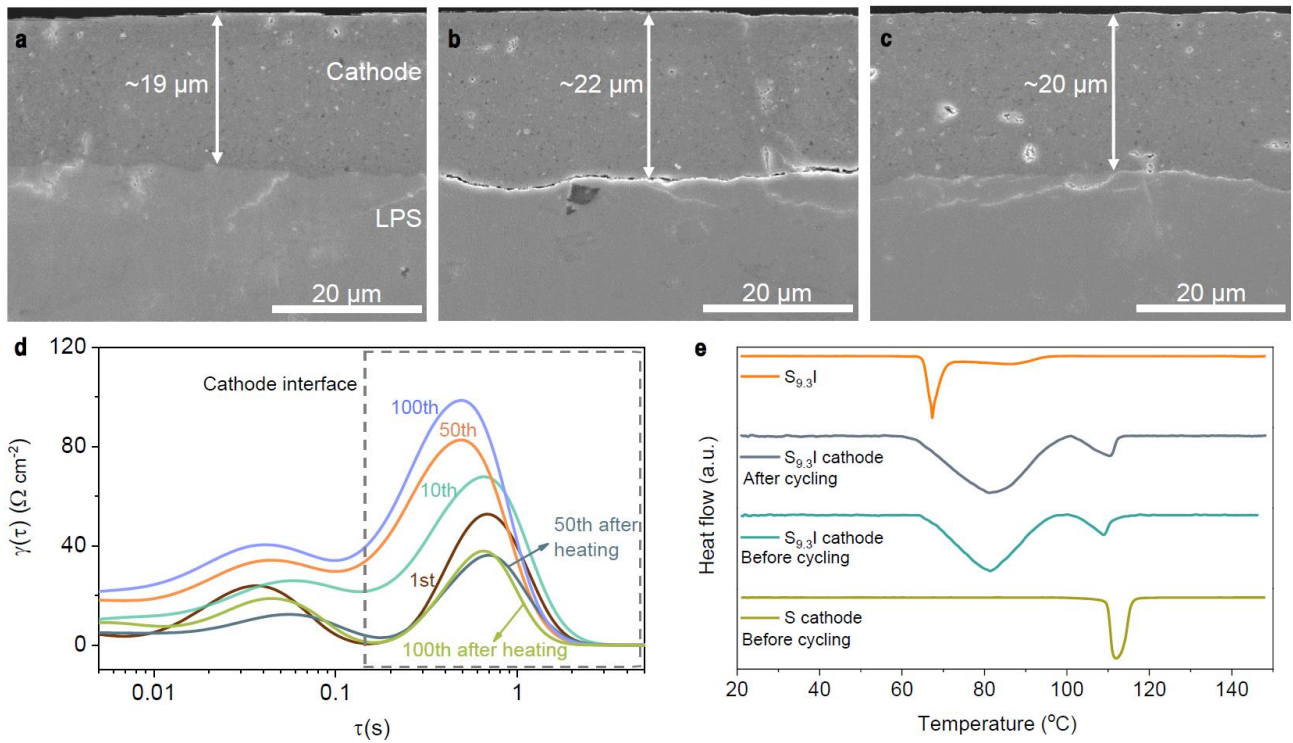 a
~19 µm
Cathode
LPS
20 µm
b
~22 µm
20 µm
c
~20 µm
20 µm
d
γ(τ) (Ω cm⁻²)
120
80
40
0
Cathode interface
100th
50th
10th
1st
50th after
heating
100th after heating
0.01
0.1
1
τ(s)
e
Heat flow (a.u.)
S₉.₃I
S₉.₃I cathode
After cycling
S₉.₃I cathode
Before cycling
S cathode
Before cycling
20
40
60
80
100
120
140
Temperature (°C)